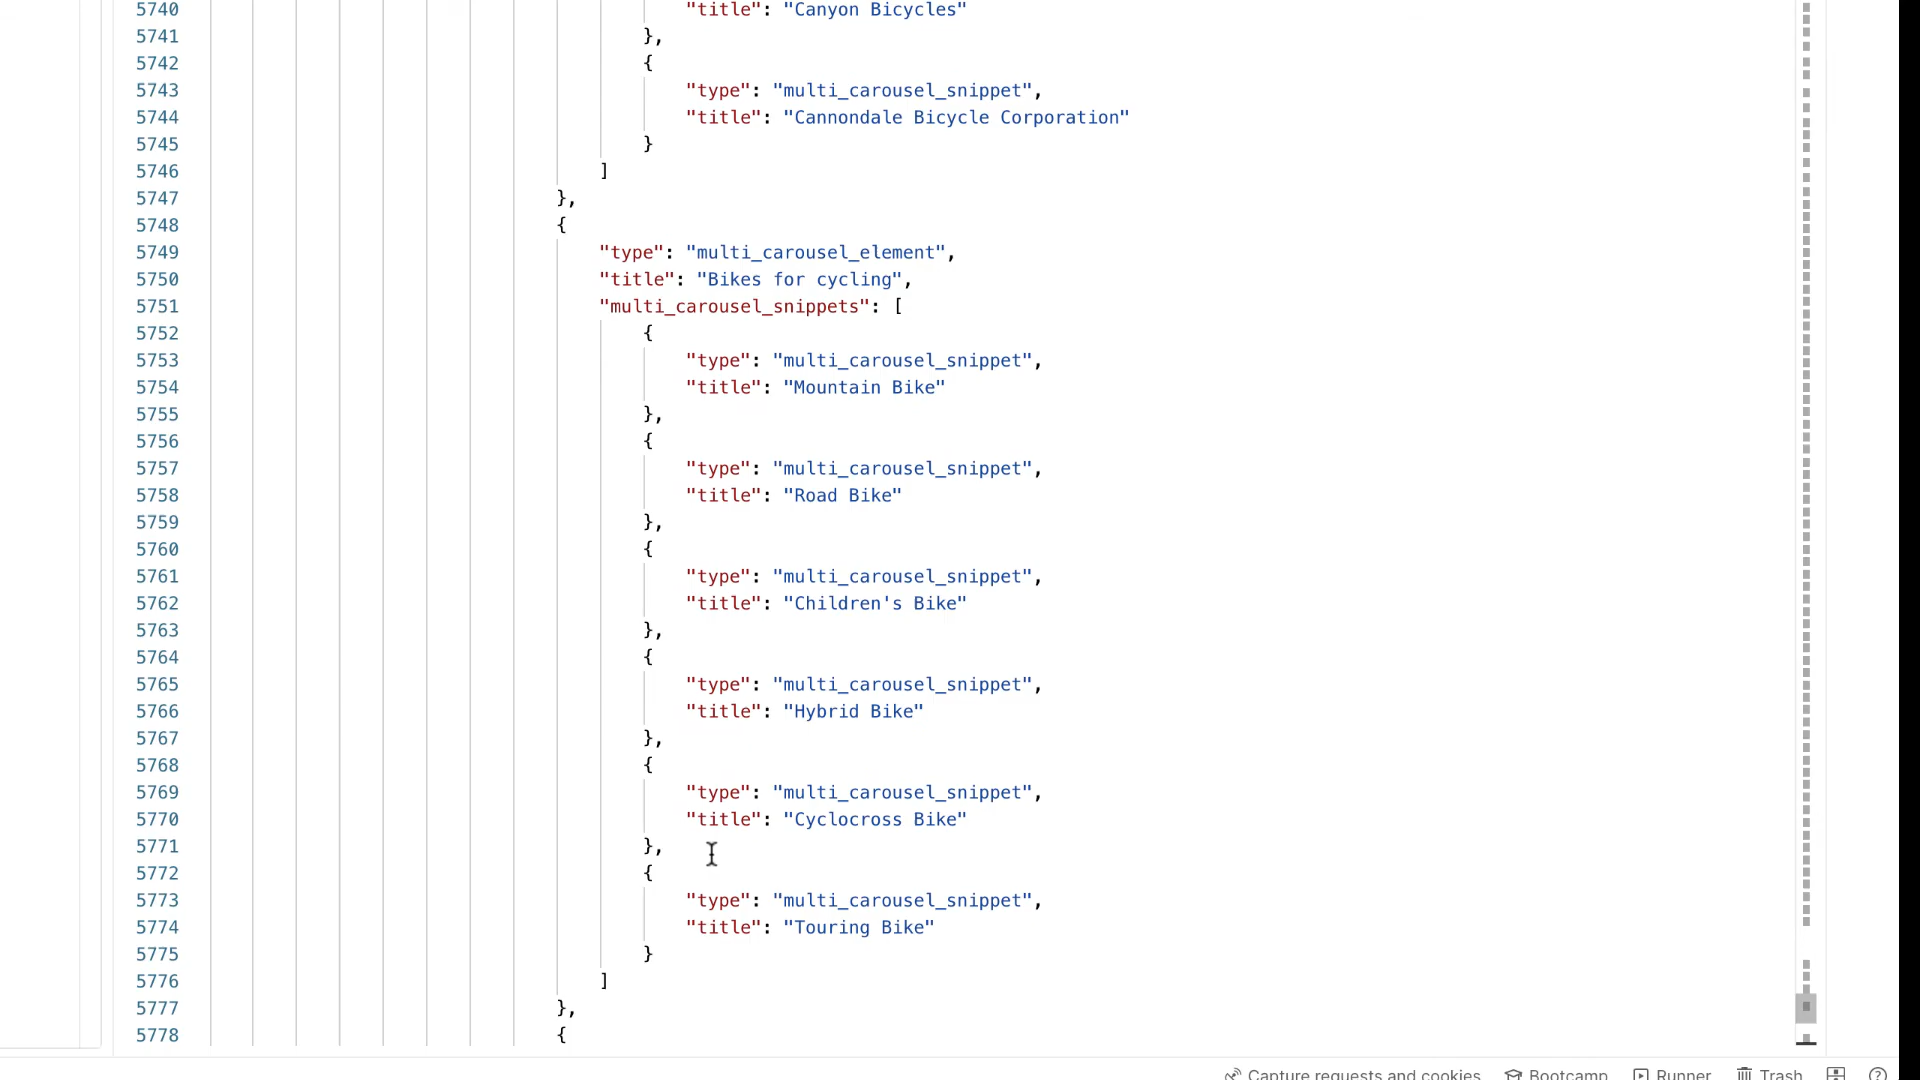 5740 "title": "Canyon Bicycles"
5741 },
5742 {
5743 "type": "multi_carousel_snippet",
5744 "title": "Cannondale Bicycle Corporation"
5745 }
5746 ]
5747 },
5748 {
5749 "type": "multi_carousel_element",
5750 "title": "Bikes for cycling",
5751 "multi_carousel_snippets": [
5752 {
5753 "type": "multi_carousel_snippet",
5754 "title": "Mountain Bike"
5755 },
5756 {
5757 "type": "multi_carousel_snippet",
5758 "title": "Road Bike"
5759 },
5760 {
5761 "type": "multi_carousel_snippet",
5762 "title": "Children's Bike"
5763 },
5764 {
5765 "type": "multi_carousel_snippet",
5766 "title": "Hybrid Bike"
5767 },
5768 {
5769 "type": "multi_carousel_snippet",
5770 "title": "Cyclocross Bike"
5771 },
5772 {
5773 "type": "multi_carousel_snippet",
5774 "title": "Touring Bike"
5775 }
5776 ]
5777 },
5778 {
Capture requests and cookies Bootcamp Runner Trash